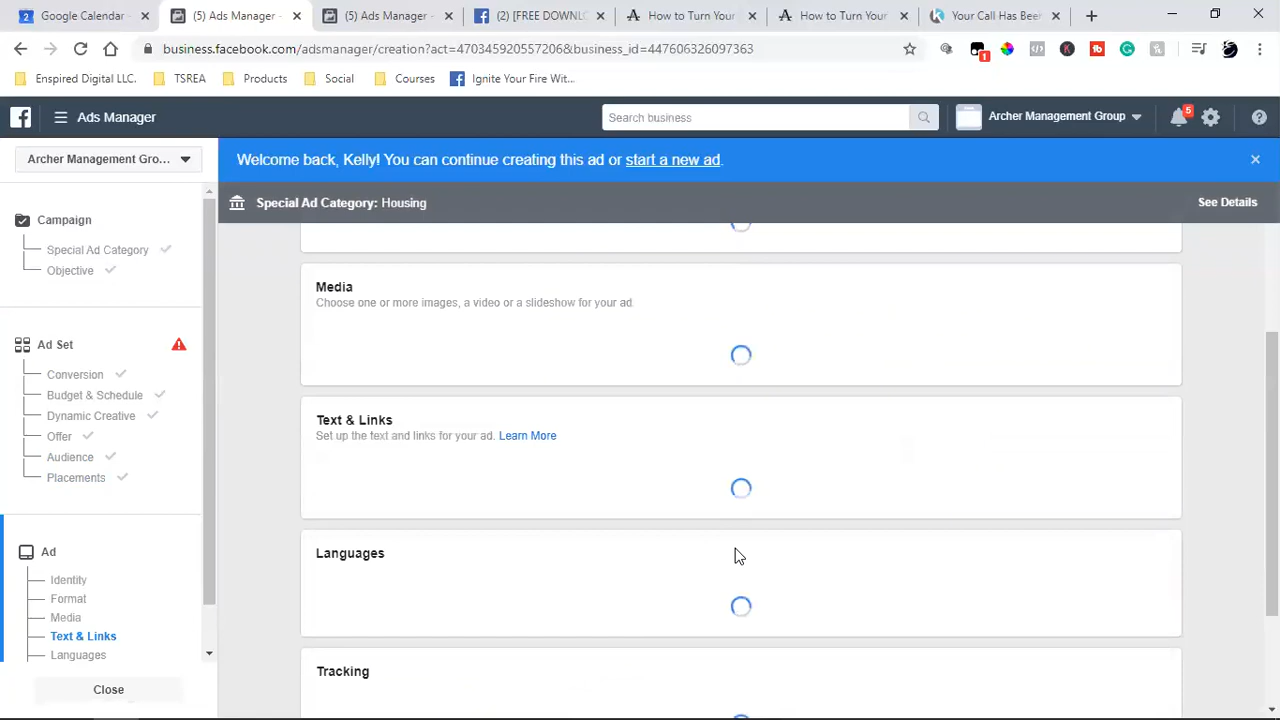 2 Google Calendar - (5) Ads Manager - (5) Ads Manager - (2) [FREE DOWNL How to Turn Your How to Turn Your Your Call Has Bee
business.facebook.com/adsmanager/creation?act=470345920557206&business_id=447606326097363
1
Enspired Digital LLC. TSREA Products Social Courses Ignite Your Fire Wit...
Ads Manager Search business Archer Management Group 5
Archer Management Gro... Welcome back, Kelly! You can continue creating this ad or start a new ad.
Special Ad Category: Housing See Details
Campaign
Special Ad Category
Objective
Ad Set
Conversion
Budget & Schedule
Dynamic Creative
Offer
Audience
Placements
Ad
Identity
Format
Media
Text & Links
Languages
Close
Media
Choose one or more images, a video or a slideshow for your ad.
Text & Links
Set up the text and links for your ad. Learn More
Languages
Tracking